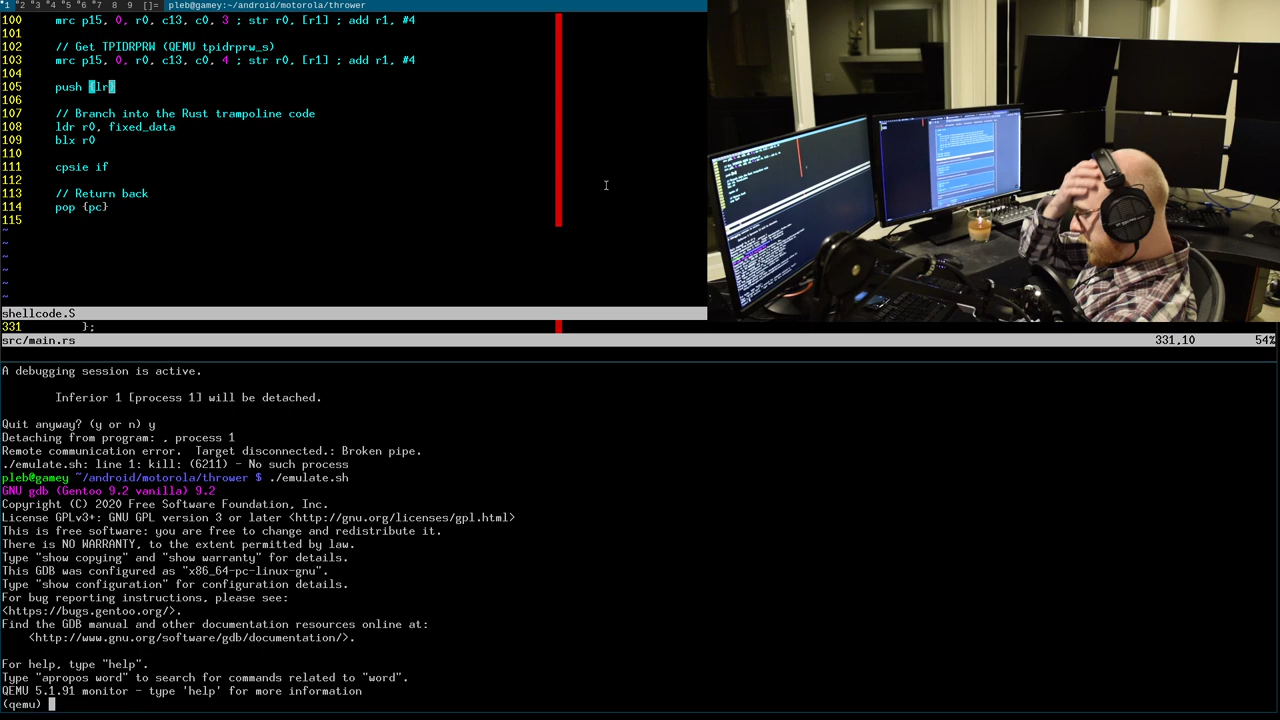 1 2 3 4 5 6 7 8 9 []= pleb@gamey:~/android/motorola/thrower
100 mrc p15, 0, r0, c13, c0, 3 ; str r0, [r1] ; add r1, #4
101
102 // Get TPIDRPRW (QEMU tpidrprw_s)
103 mrc p15, 0, r0, c13, c0, 4 ; str r0, [r1] ; add r1, #4
104
105 push {lr}
106
107 // Branch into the Rust trampoline code
108 ldr r0, fixed_data
109 blx r0
110
111 cpsie if
112
113 // Return back
114 pop {pc}
115
~
~
~
~
~
~
shellcode.S
331 };
src/main.rs 331,10 54%
A debugging session is active.
Inferior 1 [process 1] will be detached.
Quit anyway? (y or n) y
Detaching from program: , process 1
Remote communication error. Target disconnected.: Broken pipe.
./emulate.sh: line 1: kill: (6211) - No such process
pleb@gamey ~/android/motorola/thrower $ ./emulate.sh
GNU gdb (Gentoo 9.2 vanilla) 9.2
Copyright (C) 2020 Free Software Foundation, Inc.
License GPLv3+: GNU GPL version 3 or later <http://gnu.org/licenses/gpl.html>
This is free software: you are free to change and redistribute it.
There is NO WARRANTY, to the extent permitted by law.
Type "show copying" and "show warranty" for details.
This GDB was configured as "x86_64-pc-linux-gnu".
Type "show configuration" for configuration details.
For bug reporting instructions, please see:
<https://bugs.gentoo.org/>.
Find the GDB manual and other documentation resources online at:
<http://www.gnu.org/software/gdb/documentation/>.
For help, type "help".
Type "apropos word" to search for commands related to "word".
QEMU 5.1.91 monitor - type 'help' for more information
(qemu)